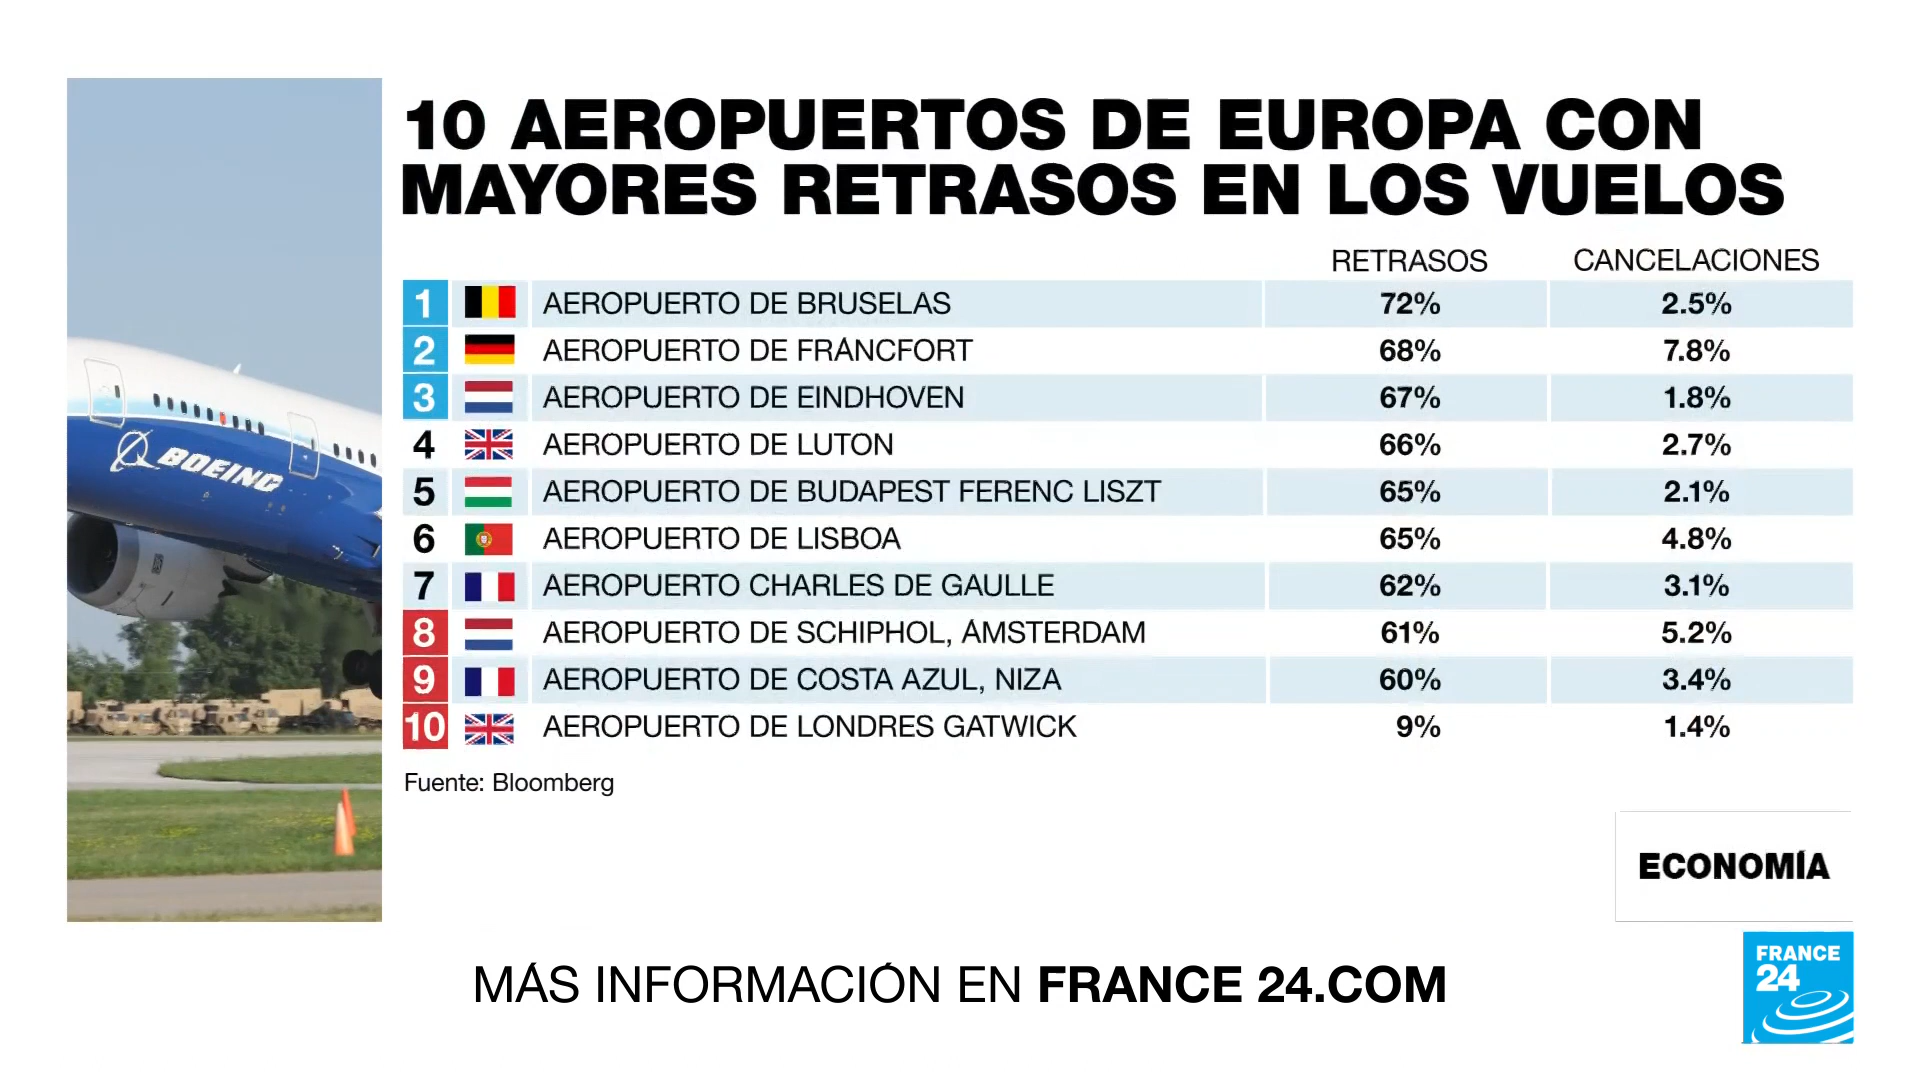 10 AEROPUERTOS DE EUROPA CON
MAYORES RETRASOS EN LOS VUELOS
RETRASOS CANCELACIONES
1 AEROPUERTO DE BRUSELAS 72% 2.5%
2 AEROPUERTO DE FRÁNCFORT 68% 7.8%
3 AEROPUERTO DE EINDHOVEN 67% 1.8%
4 AEROPUERTO DE LUTON 66% 2.7%
5 AEROPUERTO DE BUDAPEST FERENC LISZT 65% 2.1%
6 AEROPUERTO DE LISBOA 65% 4.8%
7 AEROPUERTO CHARLES DE GAULLE 62% 3.1%
8 AEROPUERTO DE SCHIPHOL, ÁMSTERDAM 61% 5.2%
9 AEROPUERTO DE COSTA AZUL, NIZA 60% 3.4%
10 AEROPUERTO DE LONDRES GATWICK 9% 1.4%
Fuente: Bloomberg
BOEING
ECONOMÍA
MÁS INFORMACIÓN EN FRANCE 24.COM
FRANCE
24